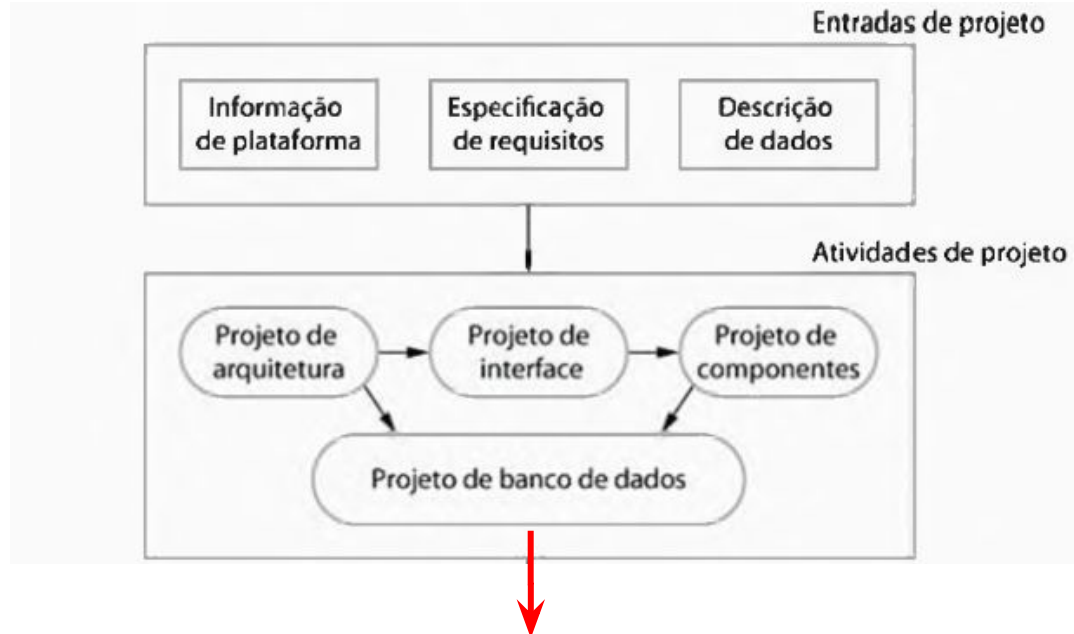 Entradas de projeto
Informação
de plataforma
Especificação
de requisitos
Descrição
de dados
Atividades de projeto
Projeto de
arquitetura
Projeto de
interface
Projeto de
componentes
Projeto de banco de dados